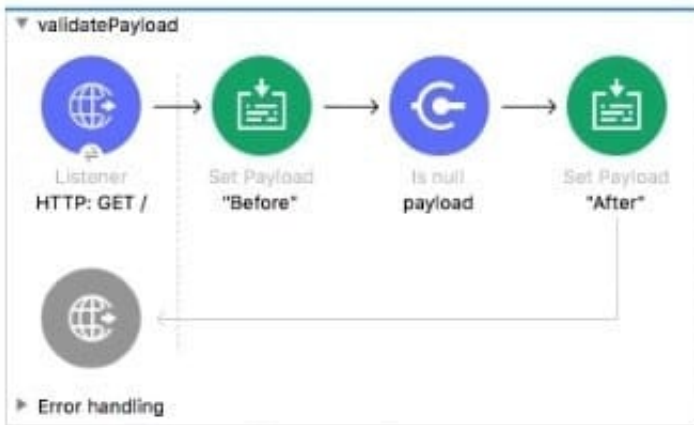 validatePayload
Listener
HTTP: GET /
Set Payload
"Before"
Is null
payload
Set Payload
"After"
Error handling